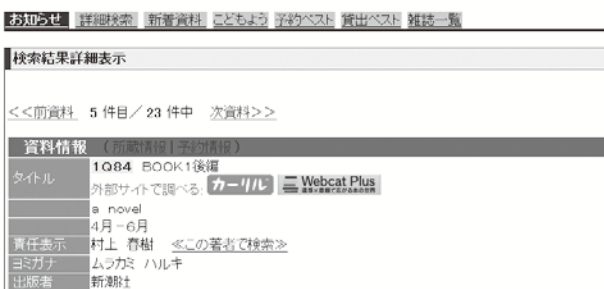 お知らせ 詳細検索 新着資料 こどもよう 予約ベスト 貸出ベスト 雑誌一覧
検索結果詳細表示
<<前資料 5 件目／ 23 件中 次資料>>
資料情報 （ 所蔵情報 | 予約情報 ）
タイトル 1Q84 BOOK1後編
外部サイトで調べる: カーリル Webcat Plus
a novel
4月－6月
責任表示 村上 春樹 ≪この著者で検索≫
ヨミガナ ムラカミ ハルキ
出版者 新潮社